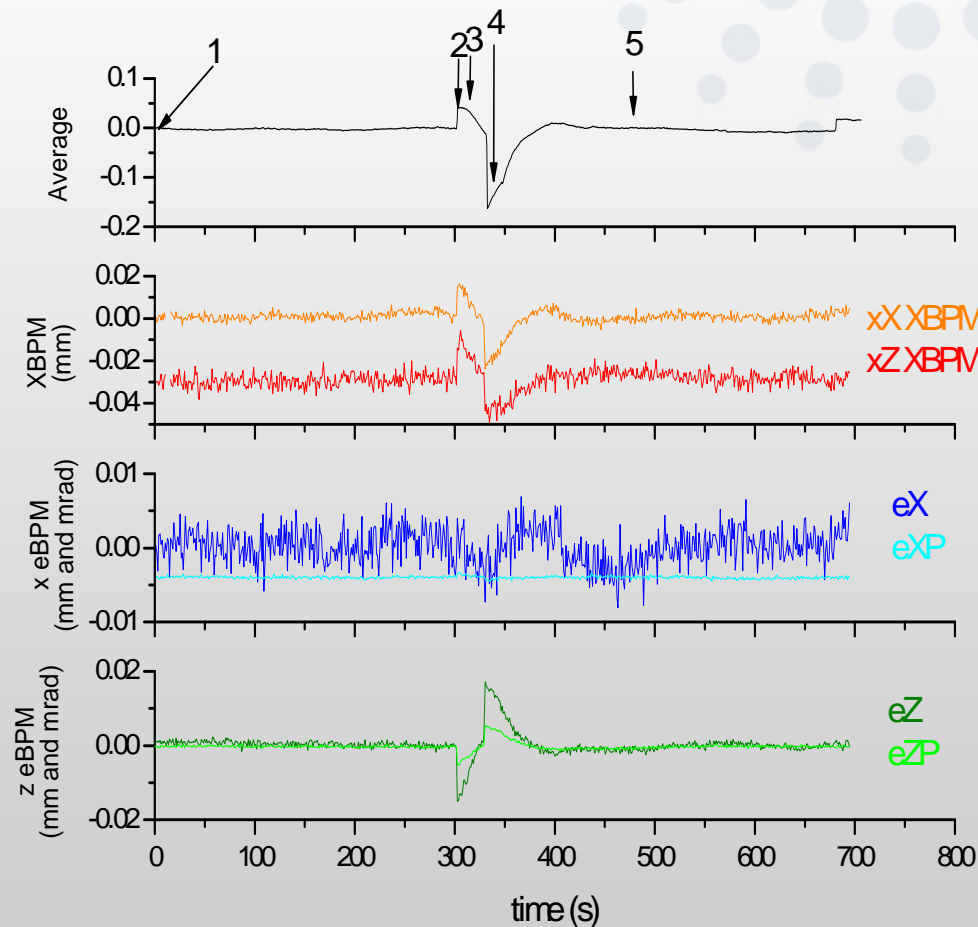 1
2
3
4
5
0.1
0.0
-0.1
-0.2
Average
0.02
0.00
-0.02
-0.04
XBPM
(mm)
xX XBPM
xZ XBPM
0.01
0.00
-0.01
x eBPM
(mm and mrad)
eX
eXP
0.02
0.00
-0.02
z eBPM
(mm and mrad)
eZ
eZP
0 100 200 300 400 500 600 700 800
time (s)